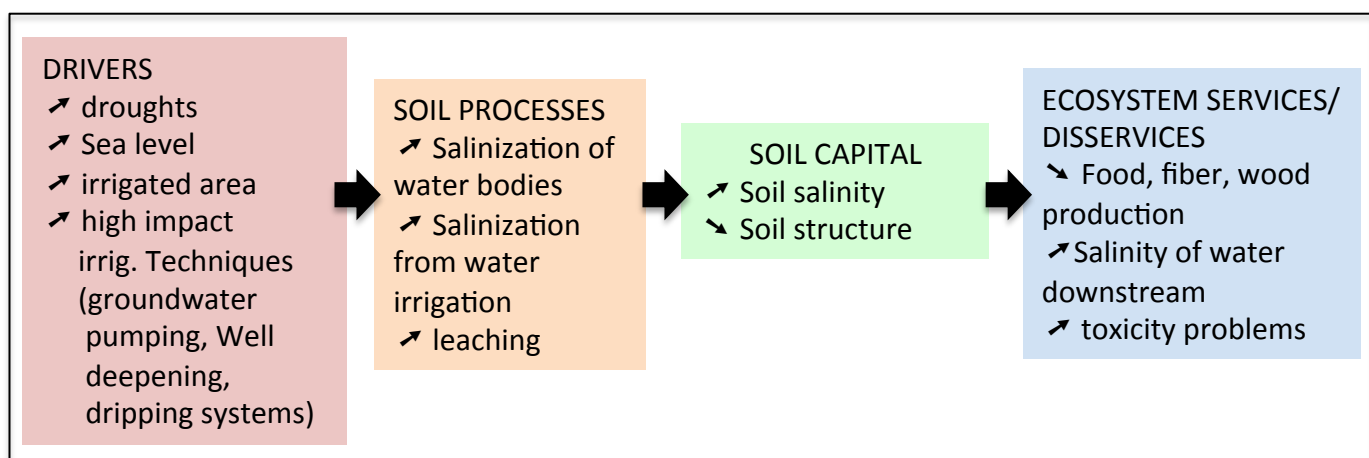 DRIVERS
➚ droughts
➚ Sea level
➚ irrigated area
➚ high impact
irrig. Techniques
(groundwater
pumping, Well
deepening,
dripping systems)
SOIL PROCESSES
➚ Salinization of
water bodies
➚ Salinization
from water
irrigation
➚ leaching
SOIL CAPITAL
➚ Soil salinity
➘ Soil structure
ECOSYSTEM SERVICES/
DISSERVICES
➘ Food, fiber, wood
production
➚Salinity of water
downstream
➚ toxicity problems